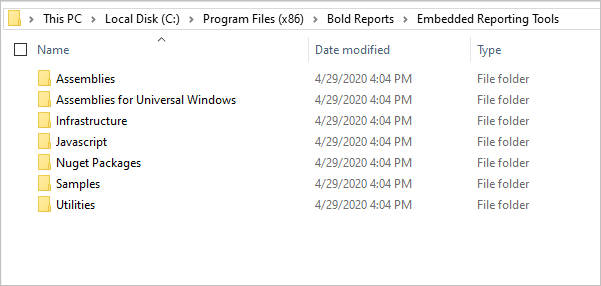 This PC > Local Disk (C:) > Program Files (x86) > Bold Reports > Embedded Reporting Tools
Name Date modified Type
Assemblies 4/29/2020 4:04 PM File folder
Assemblies for Universal Windows 4/29/2020 4:04 PM File folder
Infrastructure 4/29/2020 4:04 PM File folder
Javascript 4/29/2020 4:04 PM File folder
Nuget Packages 4/29/2020 4:04 PM File folder
Samples 4/29/2020 4:04 PM File folder
Utilities 4/29/2020 4:04 PM File folder